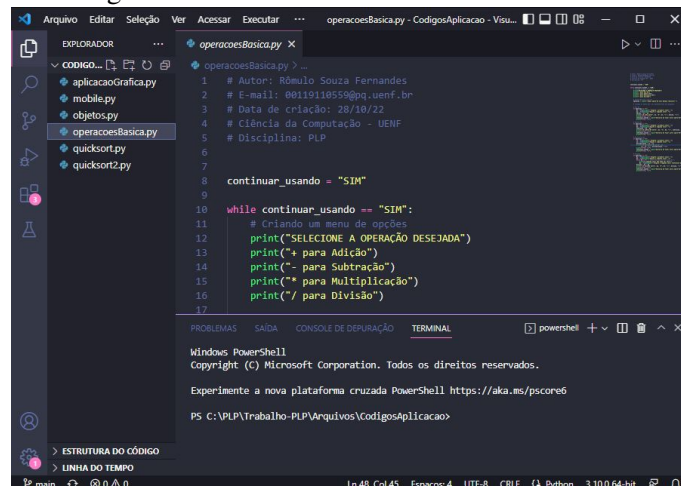 Arquivo Editar Seleção Ver Acessar Executar ··· operacoesBasica.py - CodigosAplicacao - Visu...
EXPLORADOR ···
CODIGO...
aplicacaoGrafica.py
mobile.py
objetos.py
operacoesBasica.py
quicksort.py
quicksort2.py
ESTRUTURA DO CÓDIGO
LINHA DO TEMPO
operacoesBasica.py
operacoesBasica.py > ...
1 # Autor: Rômulo Souza Fernandes
2 # E-mail: 00119110559@pq.uenf.br
3 # Data de criação: 28/10/22
4 # Ciência da Computação - UENF
5 # Disciplina: PLP
6
7
8 continuar_usando = "SIM"
9
10 while continuar_usando == "SIM":
11 # Criando um menu de opções
12 print("SELECIONE A OPERAÇÃO DESEJADA")
13 print("+ para Adição")
14 print("- para Subtração")
15 print("* para Multiplicação")
16 print("/ para Divisão")
17
PROBLEMAS SAÍDA CONSOLE DE DEPURAÇÃO TERMINAL powershell
Windows PowerShell
Copyright (C) Microsoft Corporation. Todos os direitos reservados.
Experimente a nova plataforma cruzada PowerShell https://aka.ms/pscore6
PS C:\PLP\Trabalho-PLP\Arquivos\CodigosAplicacao>
main 0 0 Ln 48, Col 45 Espaços: 4 UTF-8 CRLF Python 3.10.0 64-bit